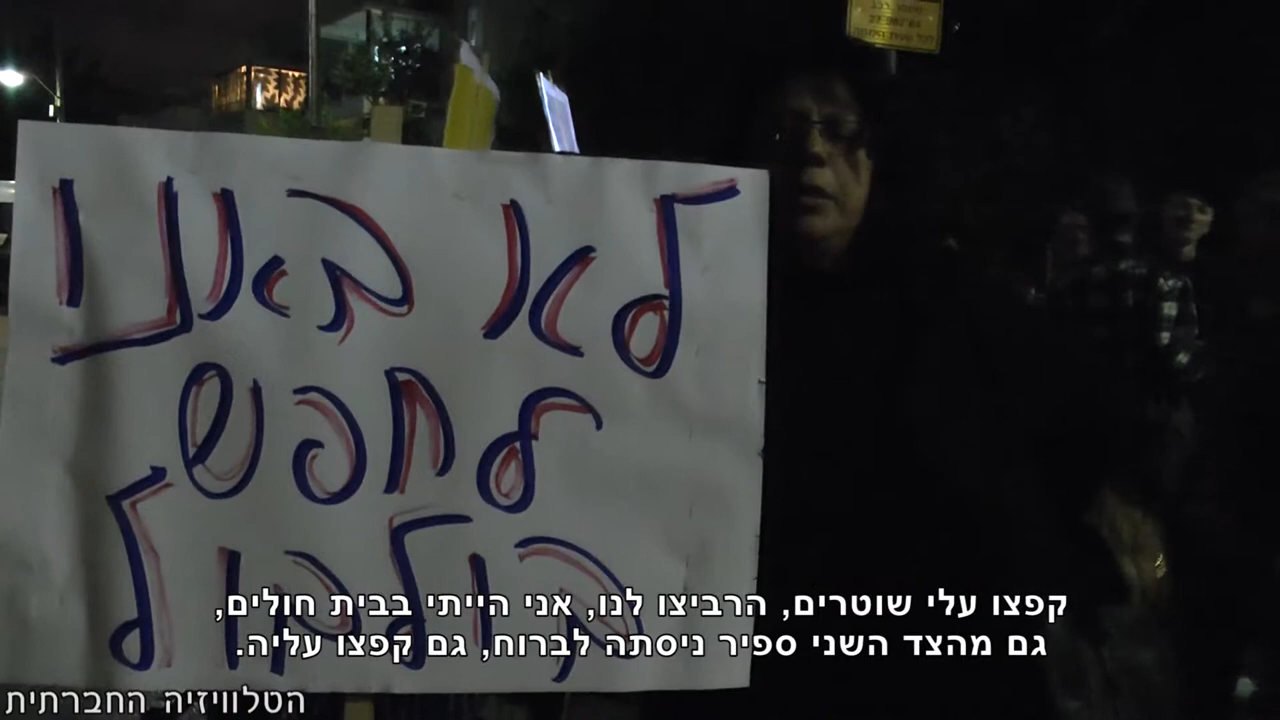 לא באנו
לחפש
בולבול
קפצו עלי שוטרים, הרביצו לנו, אני הייתי בבית חולים,
גם מהצד השני ספיר ניסתה לברוח, גם קפצו עליה.
הטלוויזיה החברתית